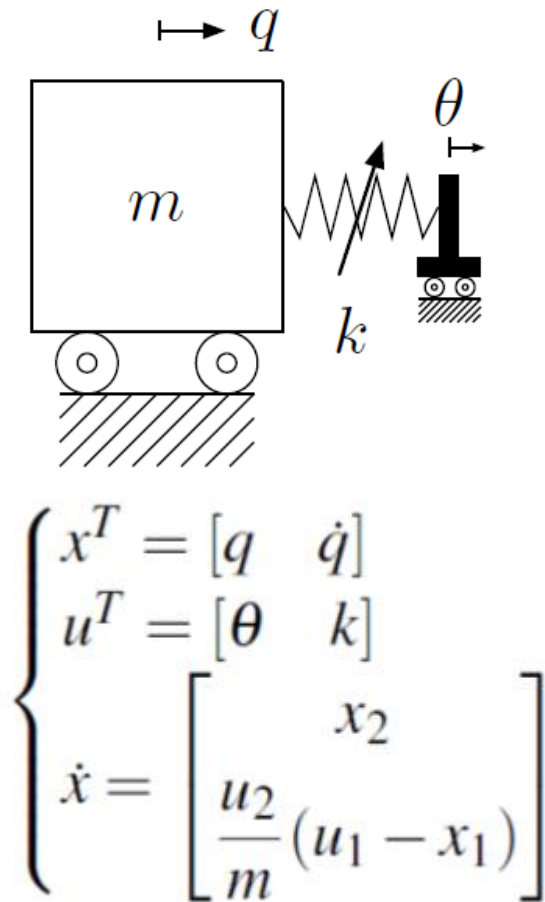 q
θ
m
k
x^T = [q   q̇]
u^T = [θ   k]
ẋ = [ x_2
u_2/m (u_1 − x_1) ]